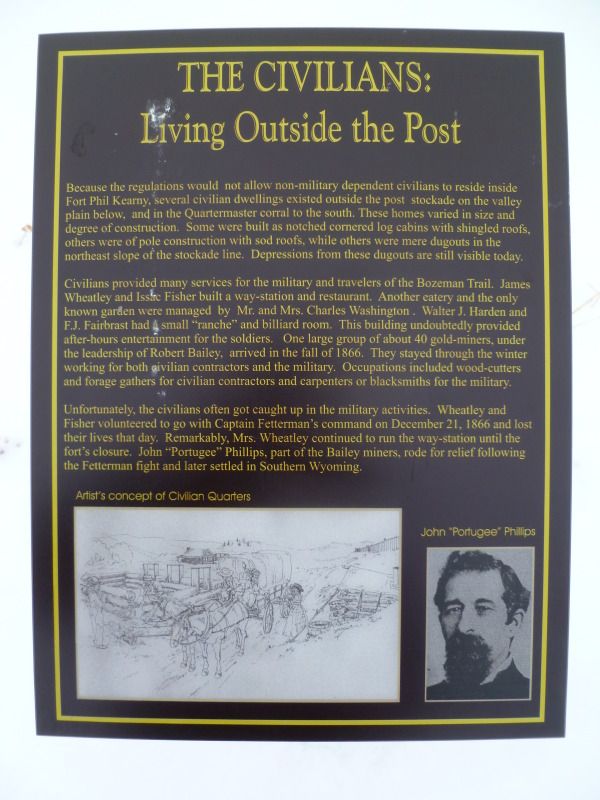 THE CIVILIANS:
Living Outside the Post
Because the regulations would not allow non-military dependent civilians to reside inside
Fort Phil Kearny, several civilian dwellings existed outside the post stockade on the valley
plain below, and in the Quartermaster corral to the south. These homes varied in size and
degree of construction. Some were built as notched cornered log cabins with shingled roofs,
others were of pole construction with sod roofs, while others were mere dugouts in the
northeast slope of the stockade line. Depressions from these dugouts are still visible today.
Civilians provided many services for the military and travelers of the Bozeman Trail. James
Wheatley and Issac Fisher built a way-station and restaurant. Another eatery and the only
known garden were managed by Mr. and Mrs. Charles Washington . Walter J. Harden and
F.J. Fairbrast had a small “ranche” and billiard room. This building undoubtedly provided
after-hours entertainment for the soldiers. One large group of about 40 gold-miners, under
the leadership of Robert Bailey, arrived in the fall of 1866. They stayed through the winter
working for both civilian contractors and the military. Occupations included wood-cutters
and forage gathers for civilian contractors and carpenters or blacksmiths for the military.
Unfortunately, the civilians often got caught up in the military activities. Wheatley and
Fisher volunteered to go with Captain Fetterman’s command on December 21, 1866 and lost
their lives that day. Remarkably, Mrs. Wheatley continued to run the way-station until the
fort’s closure. John “Portugee” Phillips, part of the Bailey miners, rode for relief following
the Fetterman fight and later settled in Southern Wyoming.
Artist’s concept of Civilian Quarters
John “Portugee” Phillips